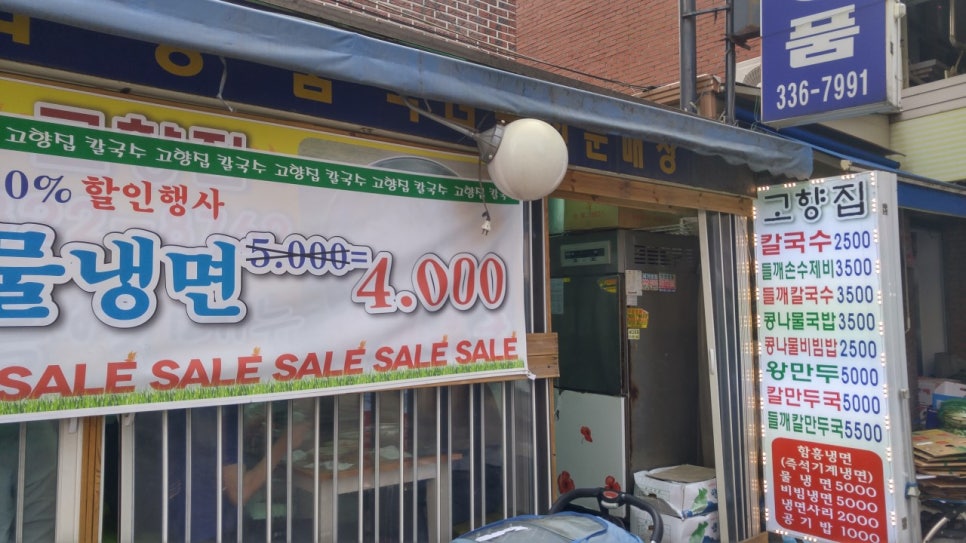 품
336-7991
문매장
고향집 칼국수 고향집 칼국수 고향집 칼국수 고향집 칼국수 고향집 칼국
0% 할인행사
물냉면 5.000= 4.000
SALE SALE SALE SALE SALE
고향집
칼국수 2500
들깨손수제비 3500
들깨칼국수 3500
콩나물국밥 3500
콩나물비빔밥 2500
왕만두 5000
칼만두국 5000
들깨칼만두국 5500
함흥냉면
(즉석기계냉면)
물냉면 5000
비빔냉면 5000
냉면사리 2000
공기밥 1000